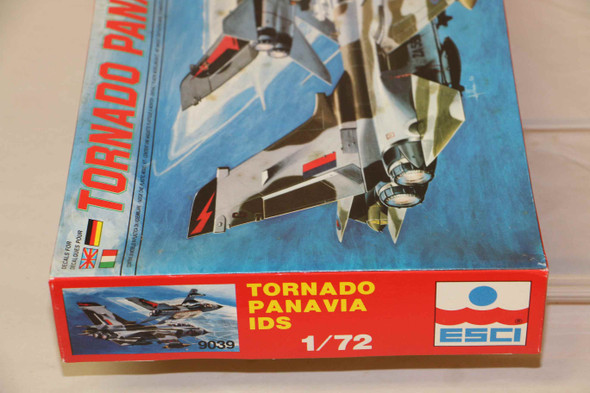 TORNADO PANA
DECALS FOR
DECALQUES POUR
TORNADO
PANAVIA
IDS
1/72
9039
ESCI
®